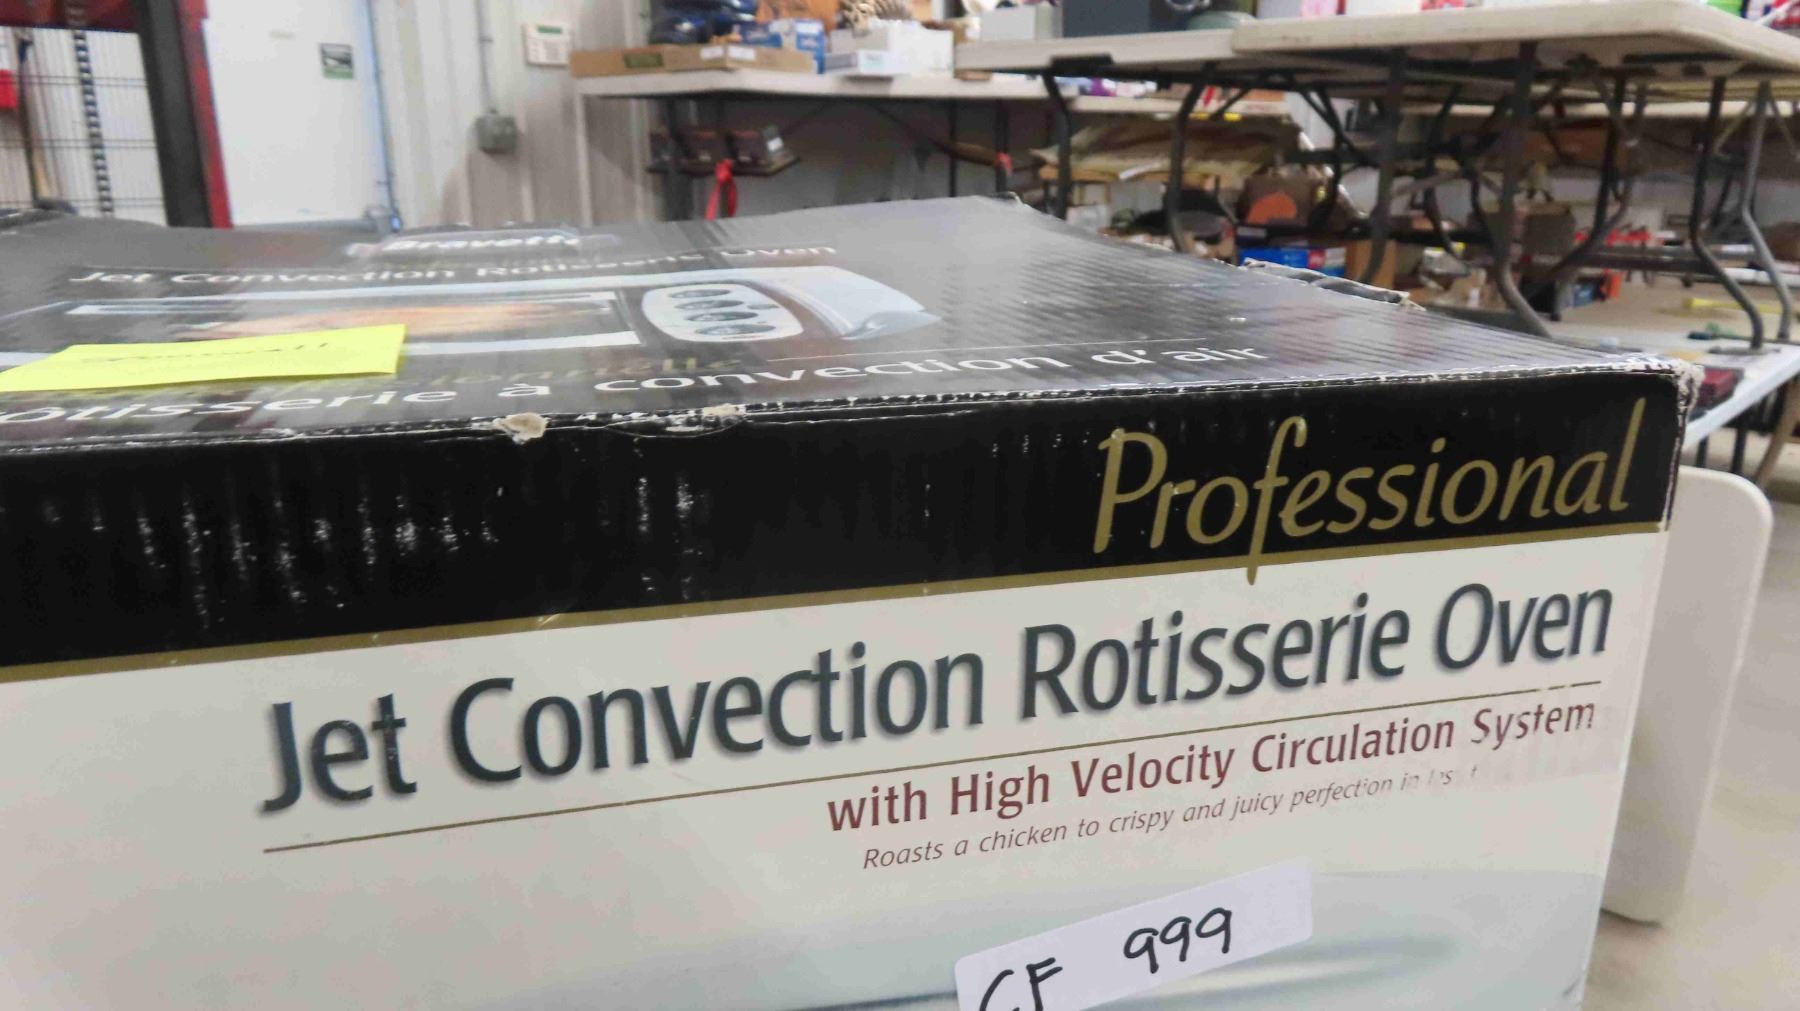 Bravetti
Jet Convection Rotisserie Oven
rotisserie à convection d'air
Professional
Jet Convection Rotisserie Oven
with High Velocity Circulation System
Roasts a chicken to crispy and juicy perfection in
CF 999